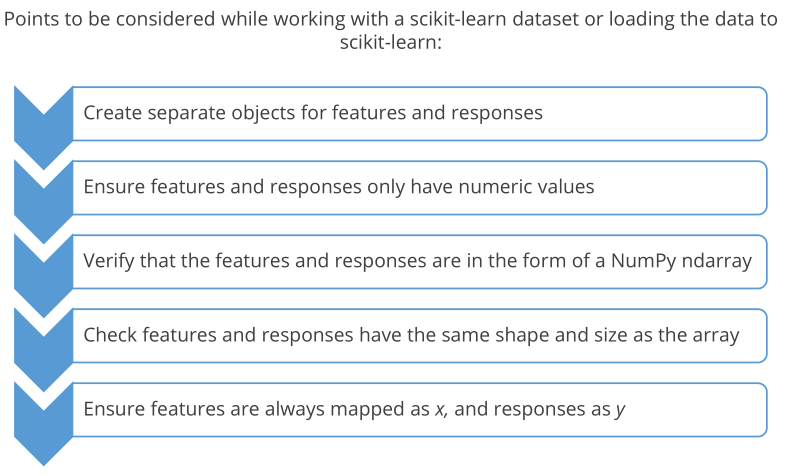 Points to be considered while working with a scikit-learn dataset or loading the data to
scikit-learn:
Create separate objects for features and responses
Ensure features and responses only have numeric values
Verify that the features and responses are in the form of a NumPy ndarray
Check features and responses have the same shape and size as the array
Ensure features are always mapped as x, and responses as y